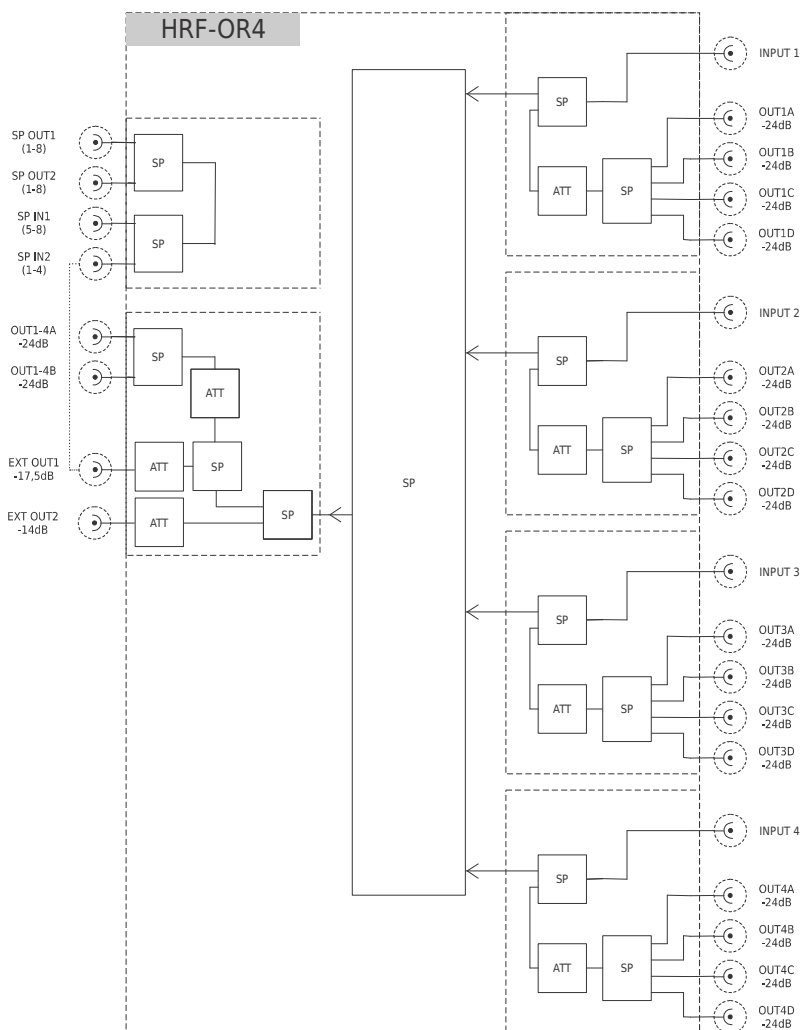 HRF-OR4
SP OUT1
(1-8)
SP OUT2
(1-8)
SP IN1
(5-8)
SP IN2
(1-4)
SP
SP
OUT1-4A
-24dB
OUT1-4B
-24dB
EXT OUT1
-17,5dB
EXT OUT2
-14dB
SP
ATT
ATT
SP
ATT
SP
SP
INPUT 1
SP
OUT1A
-24dB
OUT1B
-24dB
ATT
SP
OUT1C
-24dB
OUT1D
-24dB
INPUT 2
SP
OUT2A
-24dB
OUT2B
-24dB
ATT
SP
OUT2C
-24dB
OUT2D
-24dB
INPUT 3
SP
OUT3A
-24dB
OUT3B
-24dB
ATT
SP
OUT3C
-24dB
OUT3D
-24dB
INPUT 4
SP
OUT4A
-24dB
OUT4B
-24dB
ATT
SP
OUT4C
-24dB
OUT4D
-24dB